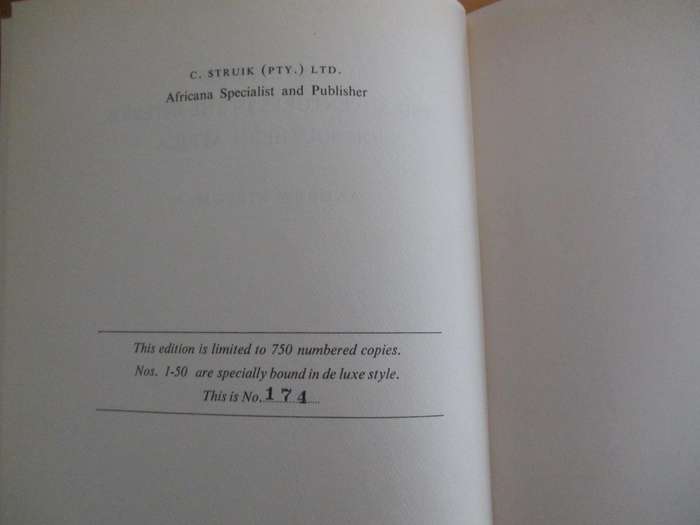 C. STRUIK (PTY.) LTD.
Africana Specialist and Publisher
This edition is limited to 750 numbered copies.
Nos. 1-50 are specially bound in de luxe style.
This is No. 174